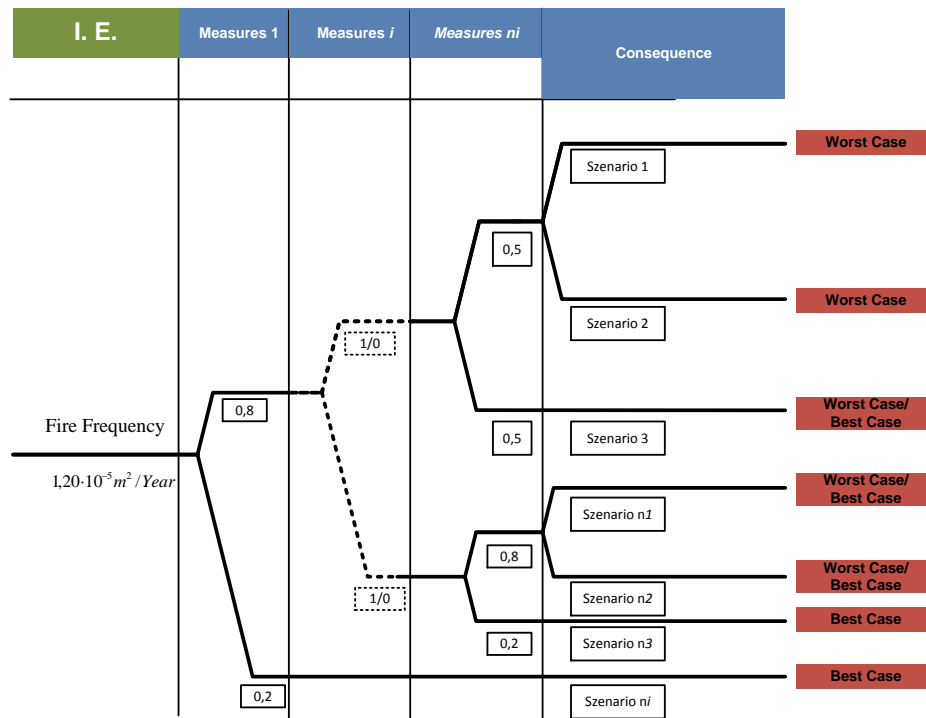 I. E.
Measures 1
Measures i
Measures ni
Consequence
Worst Case
Szenario 1
0,5
Worst Case
Szenario 2
1/0
Worst Case/
Best Case
0,8
Fire Frequency
0,5
Szenario 3
1,20·10⁻⁵ m² / Year
Worst Case/
Best Case
Szenario n1
0,8
Worst Case/
Best Case
1/0
Szenario n2
Best Case
0,2
Szenario n3
Best Case
0,2
Szenario ni